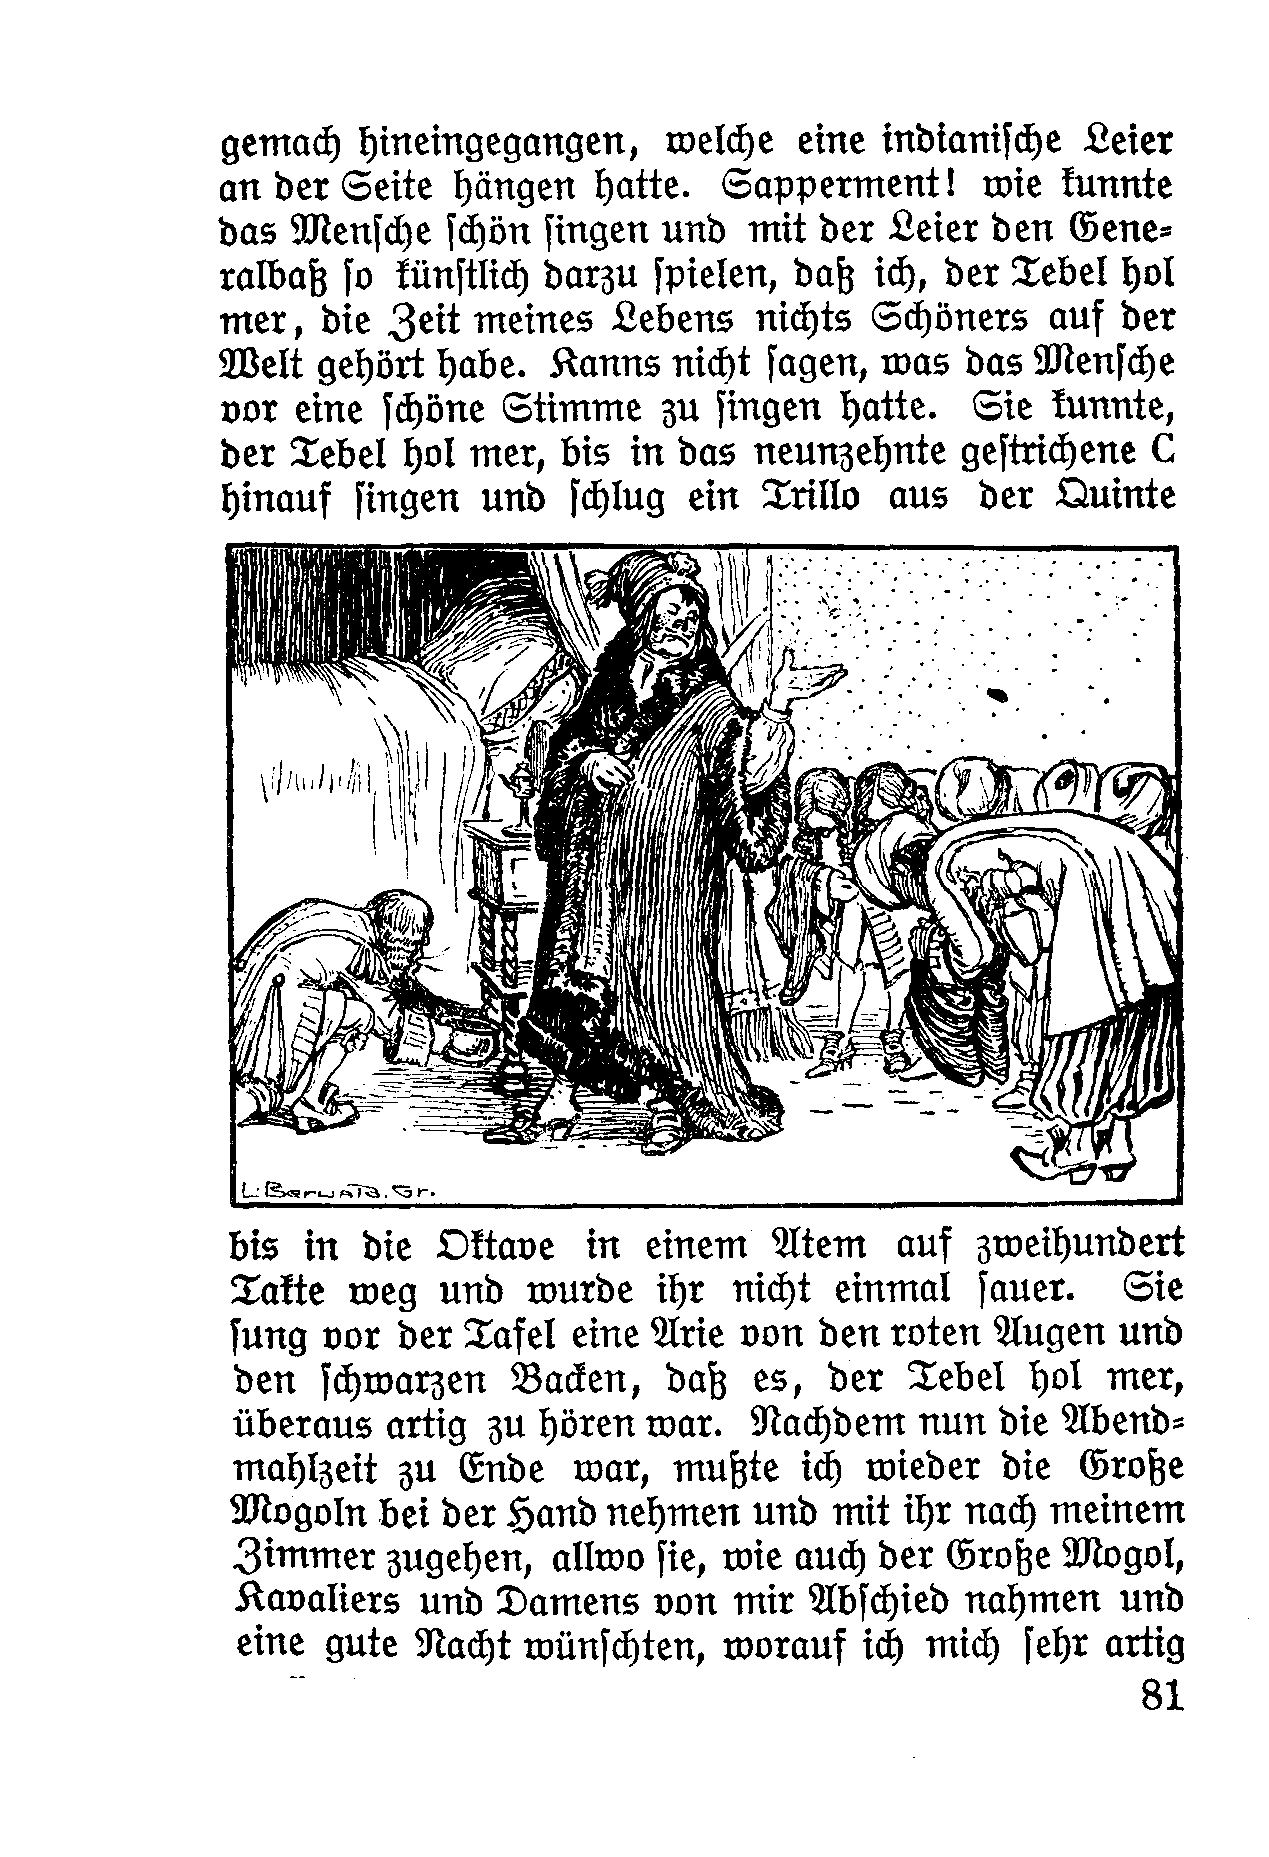 gemach hineingegangen, welche eine indianiſche Leier
an der Seite hängen hatte. Sapperment! wie kunnte
das Menſche ſchön ſingen und mit der Leier den Gene⸗
ralbaß ſo künſtlich darzu ſpielen, daß ich, der Tebel hol
mer, die Zeit meines Lebens nichts Schöners auf der
Welt gehört habe. Kanns nicht ſagen, was das Menſche
vor eine ſchöne Stimme zu ſingen hatte. Sie kunnte,
der Tebel hol mer, bis in das neunzehnte geſtrichene C
hinauf ſingen und ſchlug ein Trillo aus der Quinte
bis in die Oktave in einem Atem auf zweihundert
Takte weg und wurde ihr nicht einmal ſauer. Sie
ſung vor der Tafel eine Arie von den roten Augen und
den ſchwarzen Backen, daß es, der Tebel hol mer,
überaus artig zu hören war. Nachdem nun die Abend⸗
mahlzeit zu Ende war, mußte ich wieder die Große
Mogoln bei der Hand nehmen und mit ihr nach meinem
Zimmer zugehen, allwo ſie, wie auch der Große Mogol,
Kavaliers und Damens von mir Abſchied nahmen und
eine gute Nacht wünſchten, worauf ich mich ſehr artig
81